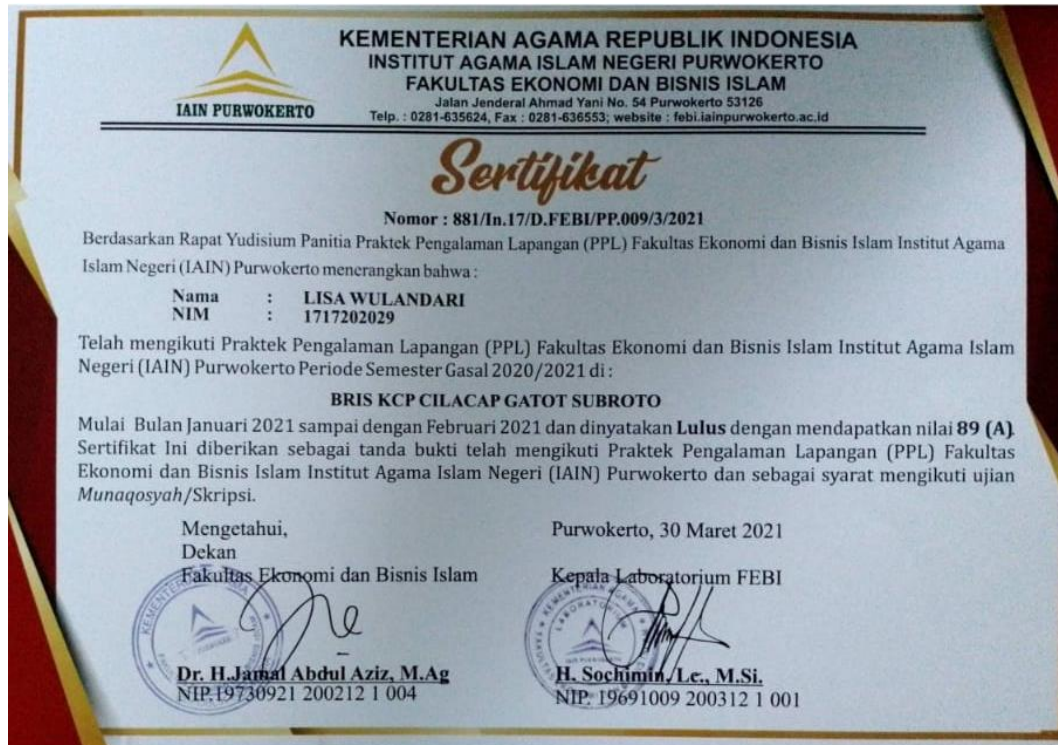 KEMENTERIAN AGAMA REPUBLIK INDONESIA
INSTITUT AGAMA ISLAM NEGERI PURWOKERTO
FAKULTAS EKONOMI DAN BISNIS ISLAM
Jalan Jenderal Ahmad Yani No. 54 Purwokerto 53126
Telp. : 0281-635624, Fax : 0281-636553; website : febi.iainpurwokerto.ac.id
IAIN PURWOKERTO
Sertifikat
Nomor : 881/In.17/D.FEBI/PP.009/3/2021
Berdasarkan Rapat Yudisium Panitia Praktek Pengalaman Lapangan (PPL) Fakultas Ekonomi dan Bisnis Islam Institut Agama
Islam Negeri (IAIN) Purwokerto menerangkan bahwa :
Nama : LISA WULANDARI
NIM : 1717202029
Telah mengikuti Praktek Pengalaman Lapangan (PPL) Fakultas Ekonomi dan Bisnis Islam Institut Agama Islam
Negeri (IAIN) Purwokerto Periode Semester Gasal 2020/2021 di :
BRIS KCP CILACAP GATOT SUBROTO
Mulai Bulan Januari 2021 sampai dengan Februari 2021 dan dinyatakan Lulus dengan mendapatkan nilai 89 (A).
Sertifikat Ini diberikan sebagai tanda bukti telah mengikuti Praktek Pengalaman Lapangan (PPL) Fakultas
Ekonomi dan Bisnis Islam Institut Agama Islam Negeri (IAIN) Purwokerto dan sebagai syarat mengikuti ujian
Munaqosyah/Skripsi.
Mengetahui,
Dekan
Fakultas Ekonomi dan Bisnis Islam
Dr. H.Jamal Abdul Aziz, M.Ag
NIP.19730921 200212 1 004
Purwokerto, 30 Maret 2021
Kepala Laboratorium FEBI
H. Sochimin, Lc., M.Si.
NIP. 19691009 200312 1 001